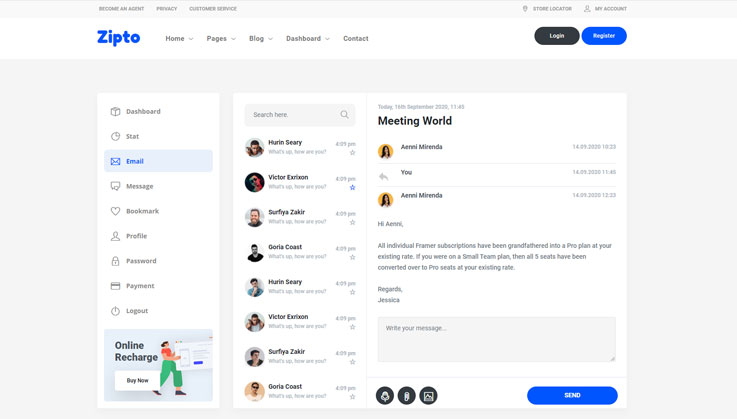 BECOME AN AGENT PRIVACY CUSTOMER SERVICE STORE LOCATOR MY ACCOUNT
Zipto Home Pages Blog Dashboard Contact Login Register
Dashboard
Stat
Email
Message
Bookmark
Profile
Password
Payment
Logout
Online
Recharge
Buy Now
Search here.
Hurin Seary 4:09 pm
What's up, how are you?
Victor Exrixon 4:09 pm
What's up, how are you?
Surfiya Zakir 4:09 pm
What's up, how are you?
Goria Coast 4:09 pm
What's up, how are you?
Hurin Seary 4:09 pm
What's up, how are you?
Victor Exrixon 4:09 pm
What's up, how are you?
Surfiya Zakir 4:09 pm
What's up, how are you?
Goria Coast 4:09 pm
What's up, how are you?
Today, 16th September 2020, 11:45
Meeting World
Aenni Mirenda 14.09.2020 10:23
You 14.09.2020 11:45
Aenni Mirenda 14.09.2020 12:23
Hi Aenni,
All individual Framer subscriptions have been grandfathered into a Pro plan at your
existing rate. If you were on a Small Team plan, then all 5 seats have been
converted over to Pro seats at your existing rate.
Regards,
Jessica
Write your message...
SEND